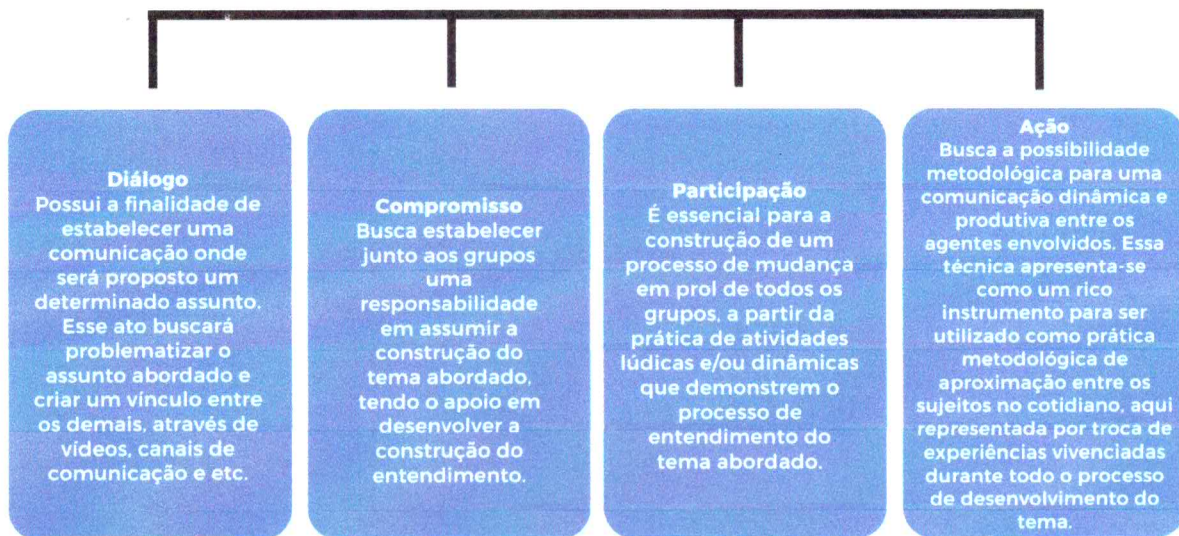 Diálogo
Possui a finalidade de
estabelecer uma
comunicação onde
será proposto um
determinado assunto.
Esse ato buscará
problematizar o
assunto abordado e
criar um vínculo entre
os demais, através de
vídeos, canais de
comunicação e etc.
Compromisso
Busca estabelecer
junto aos grupos
uma
responsabilidade
em assumir a
construção do
tema abordado,
tendo o apoio em
desenvolver a
construção do
entendimento.
Participação
É essencial para a
construção de um
processo de mudança
em prol de todos os
grupos, a partir da
prática de atividades
lúdicas e/ou dinâmicas
que demonstrem o
processo de
entendimento do
tema abordado.
Ação
Busca a possibilidade
metodológica para uma
comunicação dinâmica e
produtiva entre os
agentes envolvidos. Essa
técnica apresenta-se
como um rico
instrumento para ser
utilizado como prática
metodológica de
aproximação entre os
sujeitos no cotidiano, aqui
representada por troca de
experiências vivenciadas
durante todo o processo
de desenvolvimento do
tema.